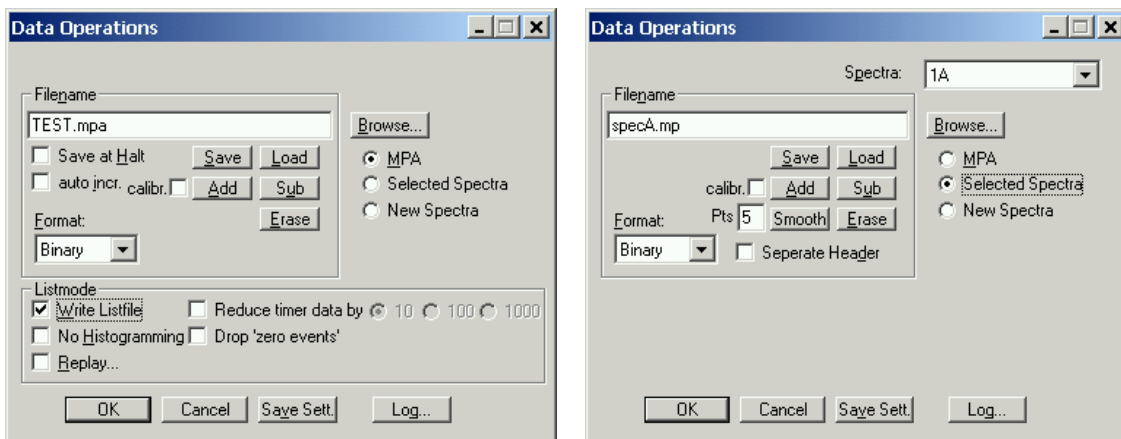 Data Operations
Filename
TEST.mpa
Browse...
Save at Halt Save Load
MPA
auto incr. calibr. Add Sub
Selected Spectra
Format: Erase
New Spectra
Binary
Listmode
Write Listfile Reduce timer data by 10 100 1000
No Histogramming Drop 'zero events'
Replay...
OK Cancel Save Sett. Log...
Data Operations
Spectra: 1A
Filename
specA.mp
Browse...
Save Load
MPA
calibr. Add Sub
Selected Spectra
Format: Pts 5 Smooth Erase
New Spectra
Binary Seperate Header
OK Cancel Save Sett. Log...